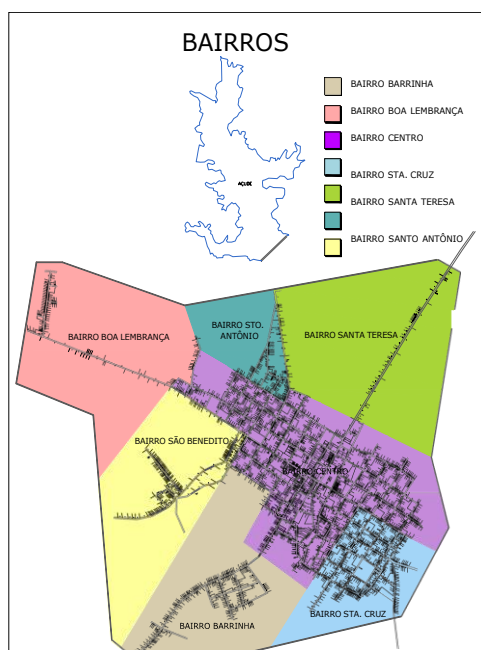 BAIRROS
BAIRRO BARRINHA
BAIRRO BOA LEMBRANÇA
BAIRRO CENTRO
BAIRRO STA. CRUZ
BAIRRO SANTA TERESA
BAIRRO SANTO ANTÔNIO
AÇUDE
BAIRRO BOA LEMBRANÇA
BAIRRO STO.
ANTÔNIO
BAIRRO SANTA TERESA
BAIRRO SÃO BENEDITO
BAIRRO CENTRO
BAIRRO STA. CRUZ
BAIRRO BARRINHA